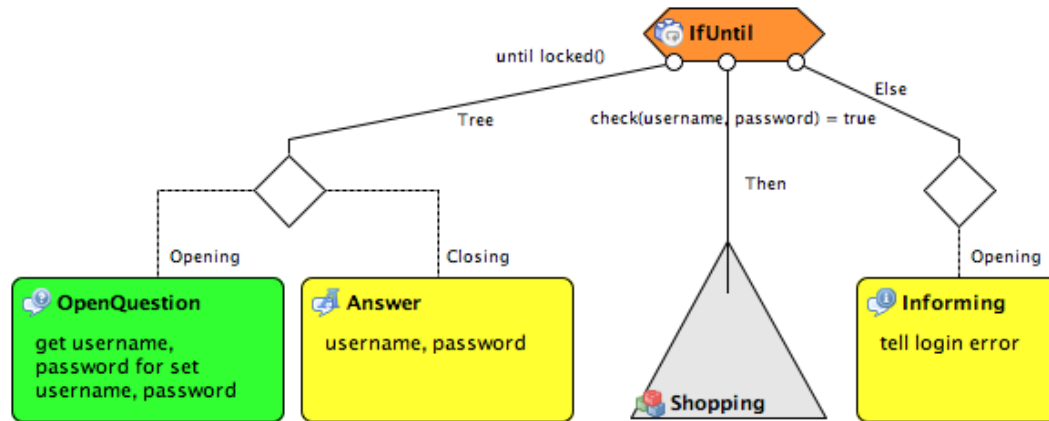 IfUntil
until locked()
Else
Tree
check(username, password) = true
Then
Opening
Closing
Opening
OpenQuestion
get username,
password for set
username, password
Answer
username, password
Shopping
Informing
tell login error